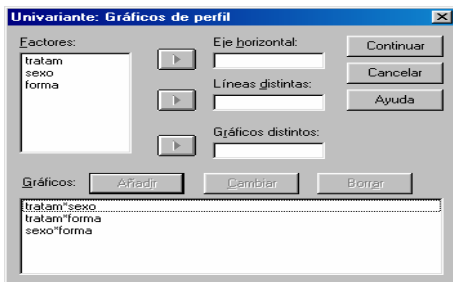 Univariante: Gráficos de perfil
Factores:
tratam
sexo
forma
Eje horizontal:
Líneas distintas:
Gráficos distintos:
Continuar
Cancelar
Ayuda
Gráficos:
Añadir
Cambiar
Borrar
tratam*sexo
tratam*forma
sexo*forma